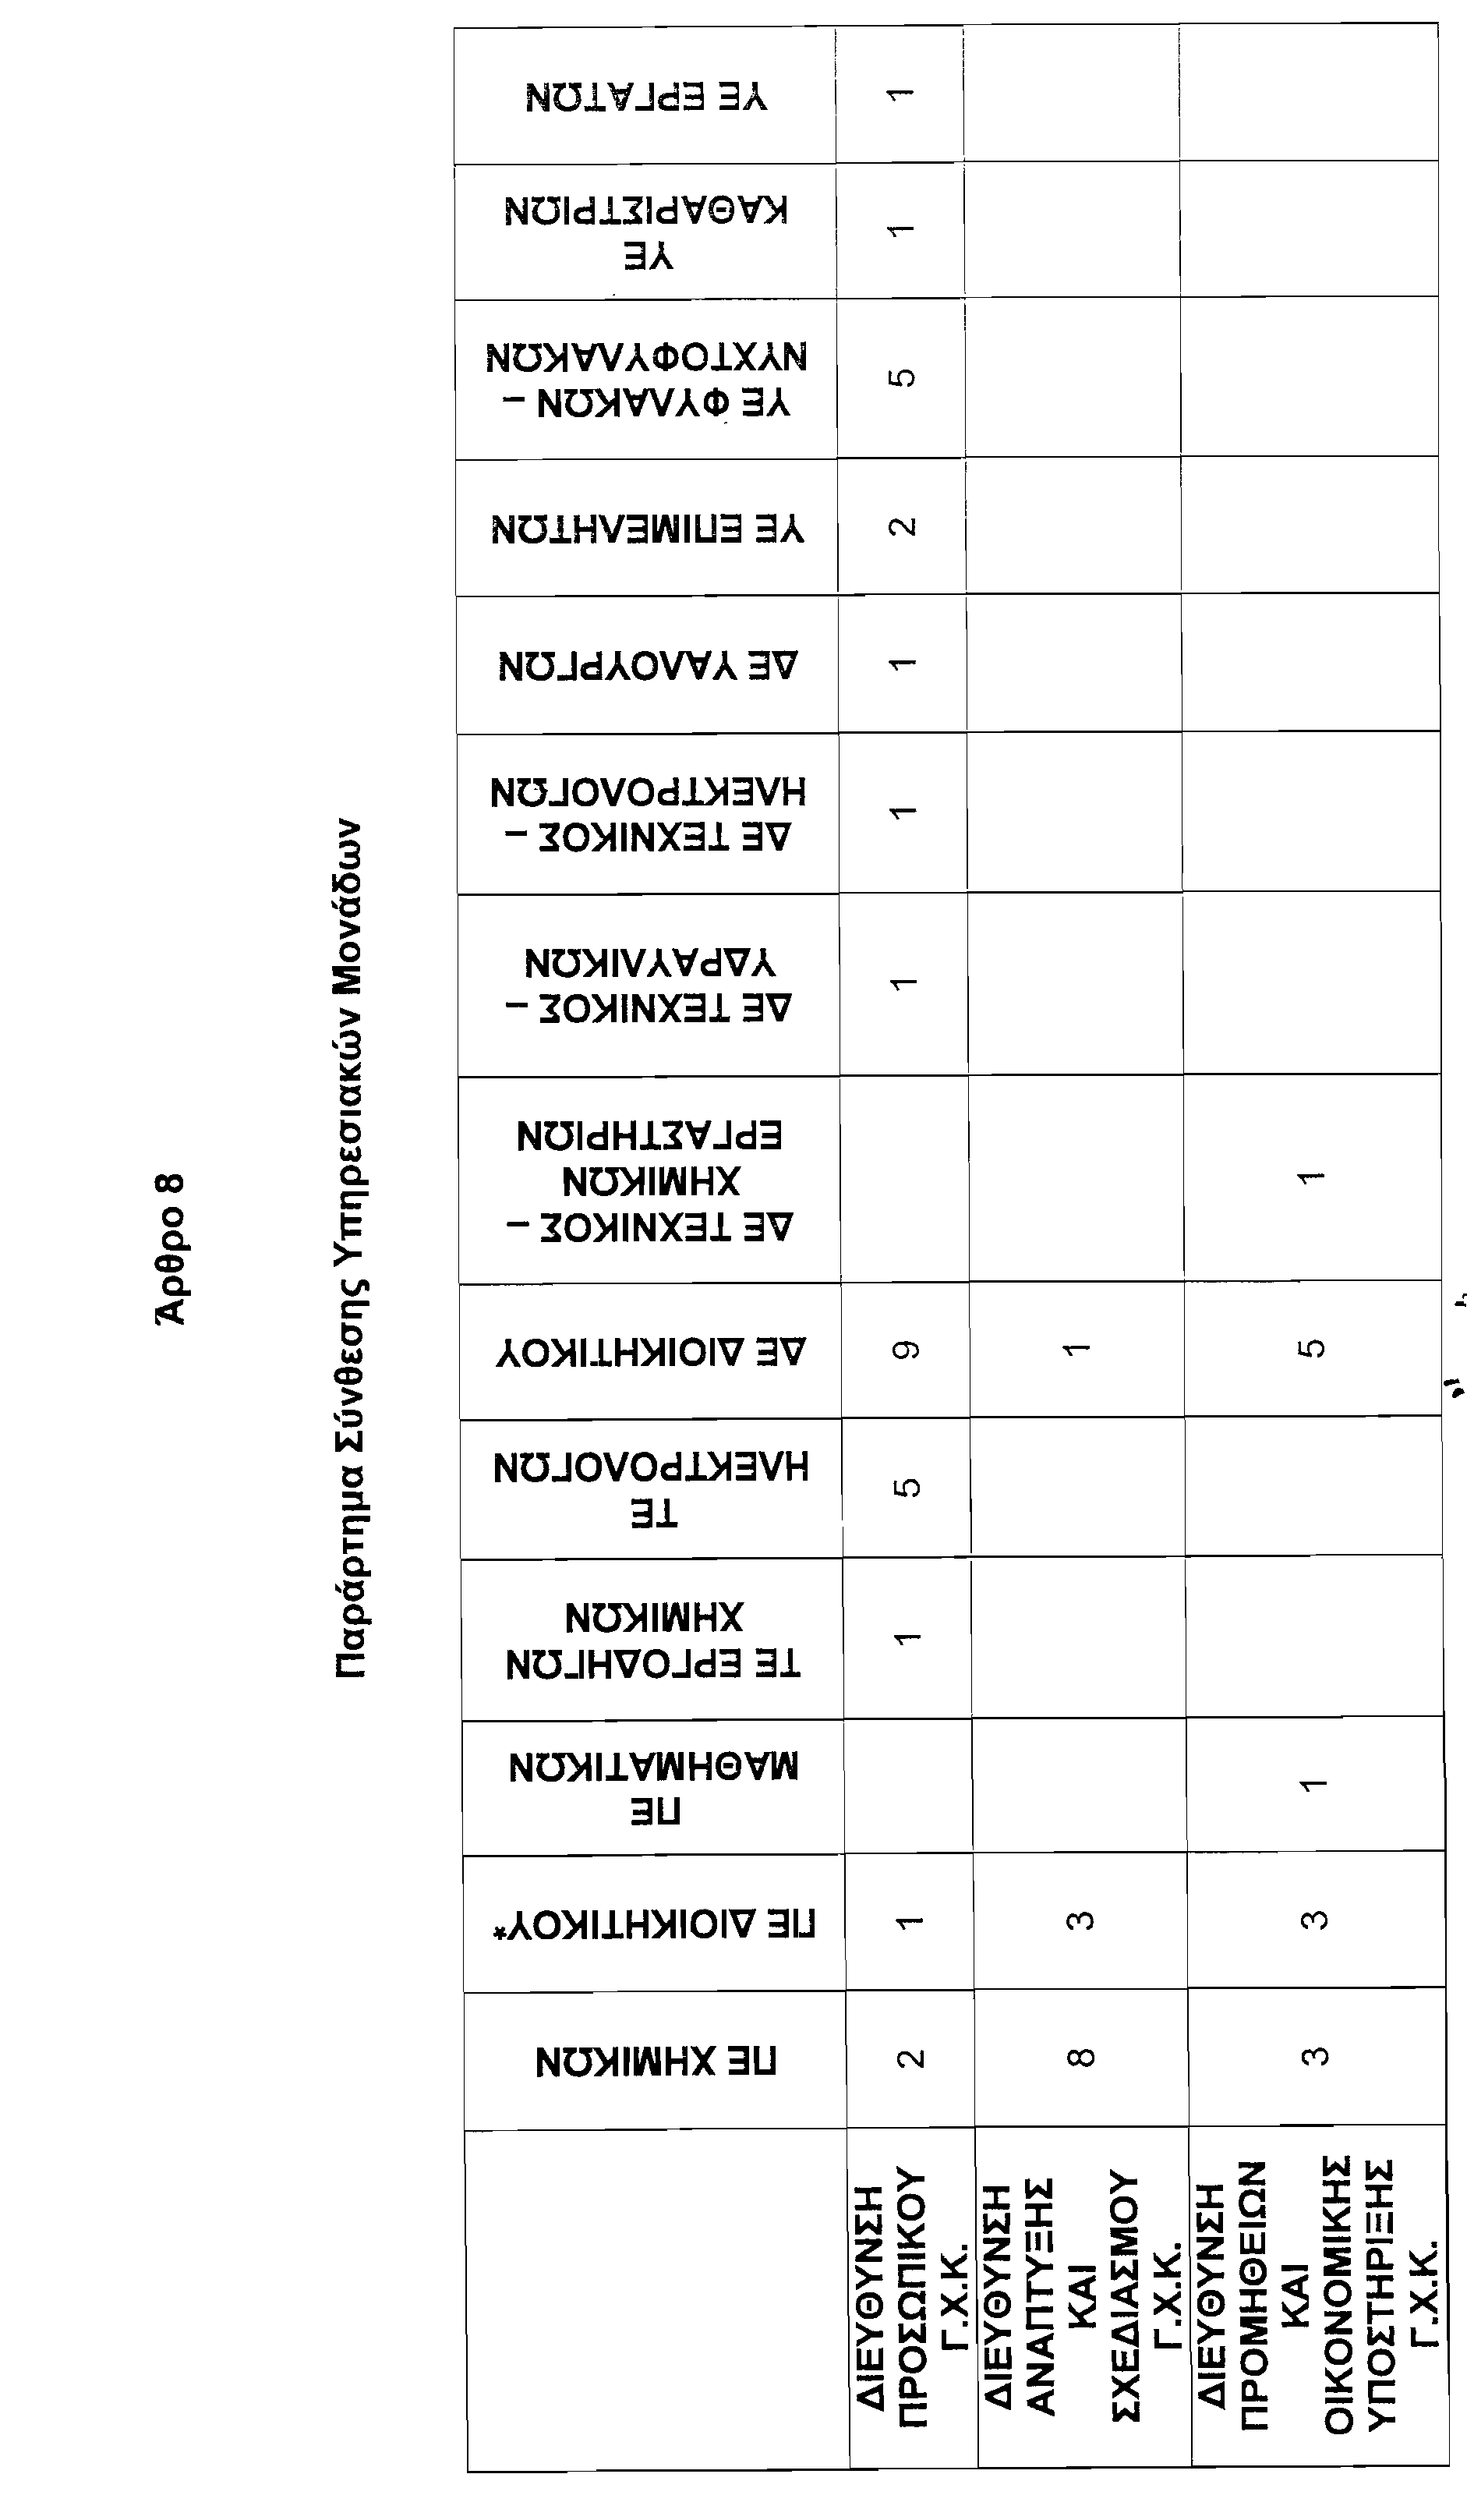 Άρθρο 8
Παράρτημα Σύνθεσης Υπηρεσιακών Μονάδων
ΠΕ ΧΗΜΙΚΩΝ
ΠΕ ΔΙΟΙΚΗΤΙΚΟΥ*
ΠΕ
ΜΑΘΗΜΑΤΙΚΩΝ
ΤΕ ΕΡΓΟΔΗΓΩΝ
ΧΗΜΙΚΩΝ
ΤΕ
ΗΛΕΚΤΡΟΛΟΓΩΝ
ΔΕ ΔΙΟΙΚΗΤΙΚΟΥ
ΔΕ ΤΕΧΝΙΚΟΣ –
ΧΗΜΙΚΩΝ
ΕΡΓΑΣΤΗΡΙΩΝ
ΔΕ ΤΕΧΝΙΚΟΣ –
ΥΔΡΑΥΛΙΚΩΝ
ΔΕ ΤΕΧΝΙΚΟΣ –
ΗΛΕΚΤΡΟΛΟΓΩΝ
ΔΕ ΥΑΛΟΥΡΓΩΝ
ΥΕ ΕΠΙΜΕΛΗΤΩΝ
ΥΕ ΦΥΛΑΚΩΝ –
ΝΥΧΤΟΦΥΛΑΚΩΝ
ΥΕ
ΚΑΘΑΡΙΣΤΡΙΩΝ
ΥΕ ΕΡΓΑΤΩΝ
ΔΙΕΥΘΥΝΣΗ
ΠΡΟΣΩΠΙΚΟΥ
Γ.Χ.Κ.
2 1 1 5 9 1 1 1 2 5 1 1
ΔΙΕΥΘΥΝΣΗ
ΑΝΑΠΤΥΞΗΣ
ΚΑΙ
ΣΧΕΔΙΑΣΜΟΥ
Γ.Χ.Κ.
8 3 1
ΔΙΕΥΘΥΝΣΗ
ΠΡΟΜΗΘΕΙΩΝ
ΚΑΙ
ΟΙΚΟΝΟΜΙΚΗΣ
ΥΠΟΣΤΗΡΙΞΗΣ
Γ.Χ.Κ.
3 3 1 5 1